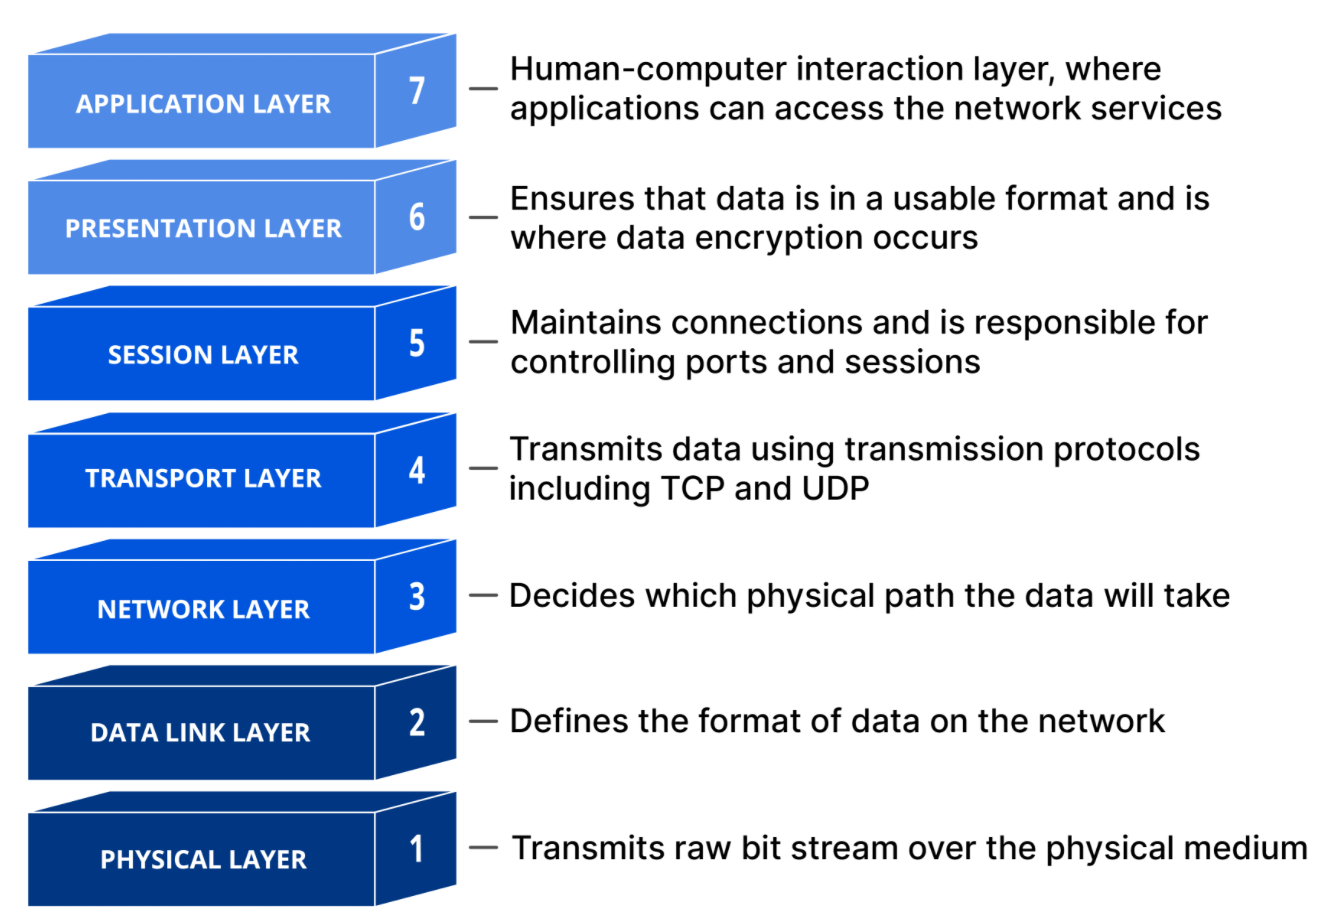 APPLICATION LAYER
7
Human-computer interaction layer, where
applications can access the network services
PRESENTATION LAYER
6
Ensures that data is in a usable format and is
where data encryption occurs
SESSION LAYER
5
Maintains connections and is responsible for
controlling ports and sessions
TRANSPORT LAYER
4
Transmits data using transmission protocols
including TCP and UDP
NETWORK LAYER
3
Decides which physical path the data will take
DATA LINK LAYER
2
Defines the format of data on the network
PHYSICAL LAYER
1
Transmits raw bit stream over the physical medium